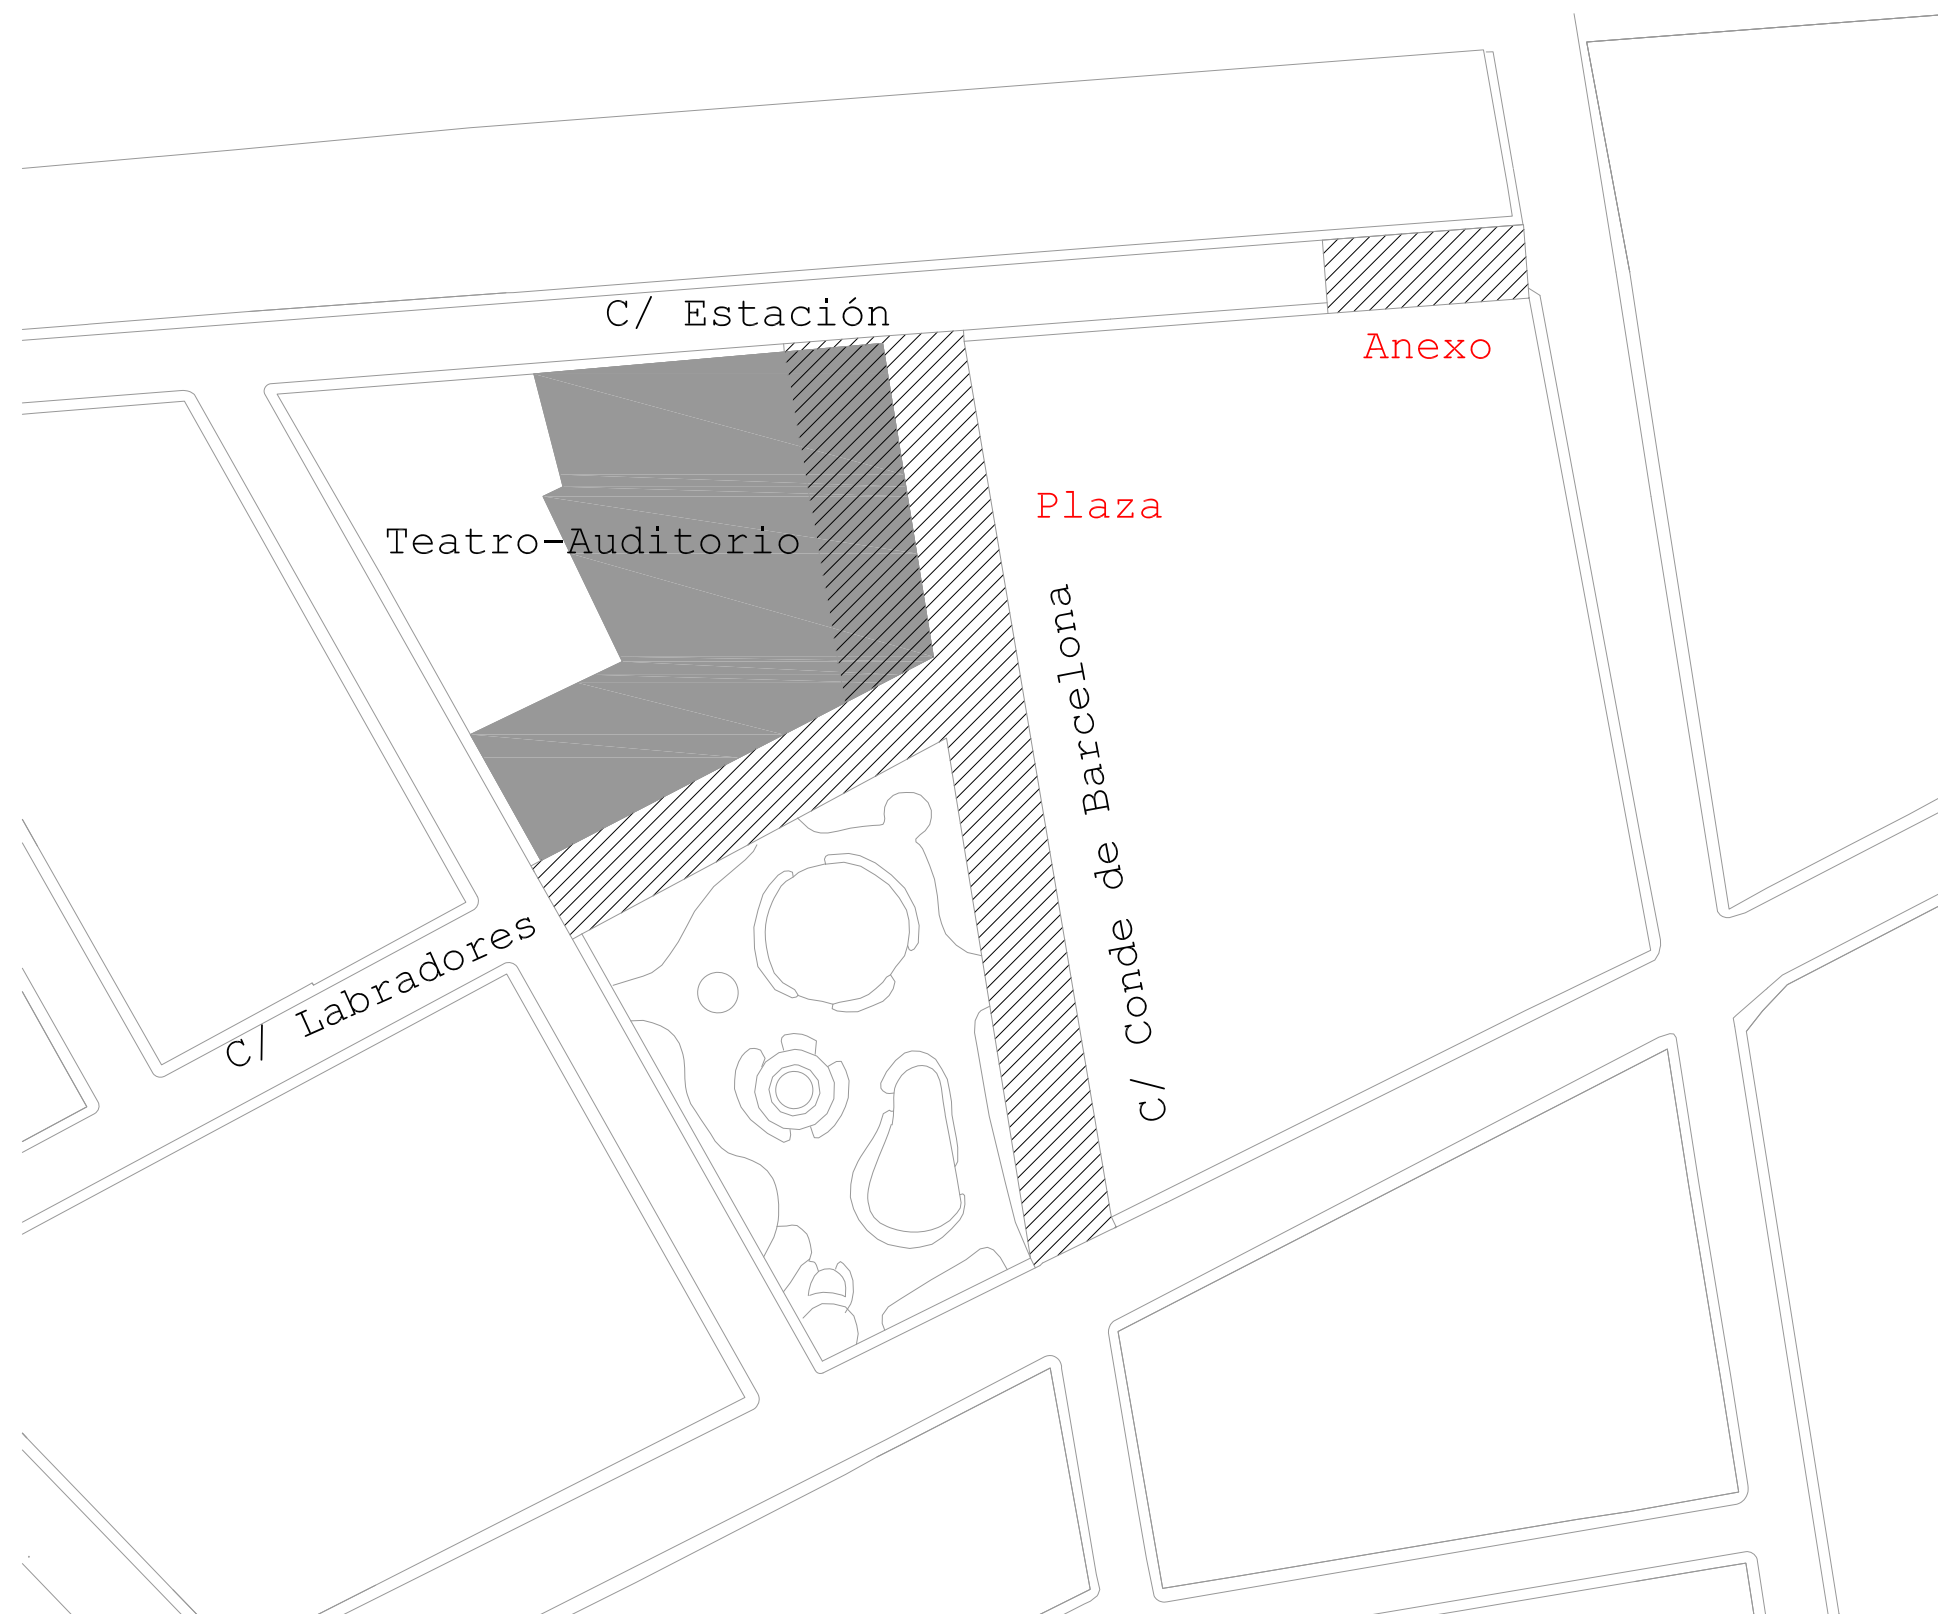 C/ Estación
Anexo
Plaza
Teatro-Auditorio
C/ Conde de Barcelona
C/ Labradores